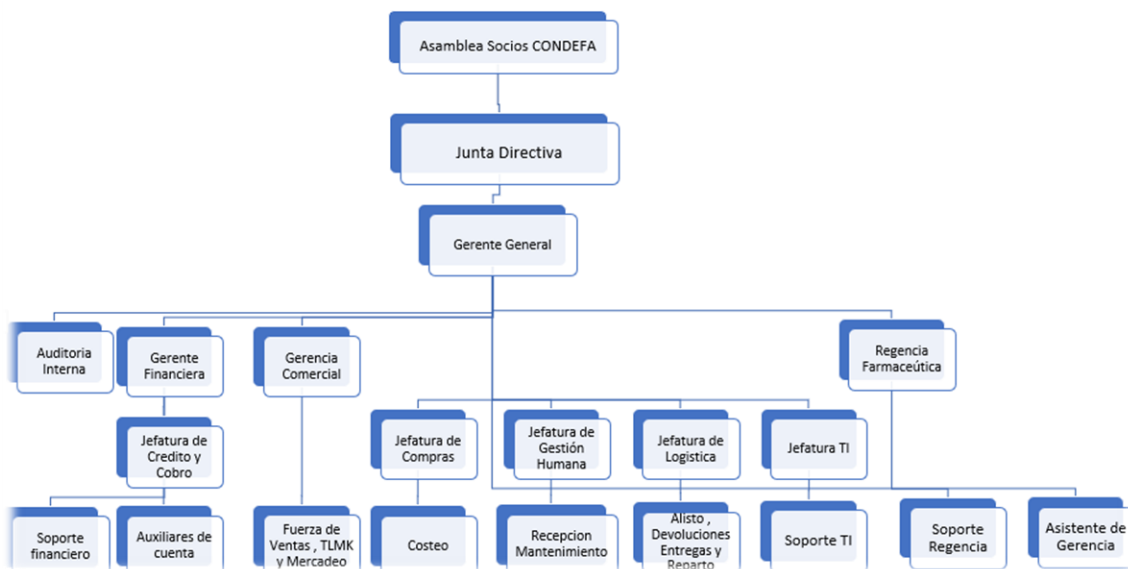 Asamblea Socios CONDEFA
Junta Directiva
Gerente General
Auditoria
Interna
Gerente
Financiera
Gerencia
Comercial
Regencia
Farmaceútica
Jefatura de
Credito y
Cobro
Jefatura de
Compras
Jefatura de
Gestión
Humana
Jefatura de
Logistica
Jefatura TI
Soporte
financiero
Auxiliares de
cuenta
Fuerza de
Ventas , TLMK
y Mercadeo
Costeo
Recepcion
Mantenimiento
Alisto ,
Devoluciones
Entregas y
Reparto
Soporte TI
Soporte
Regencia
Asistente de
Gerencia